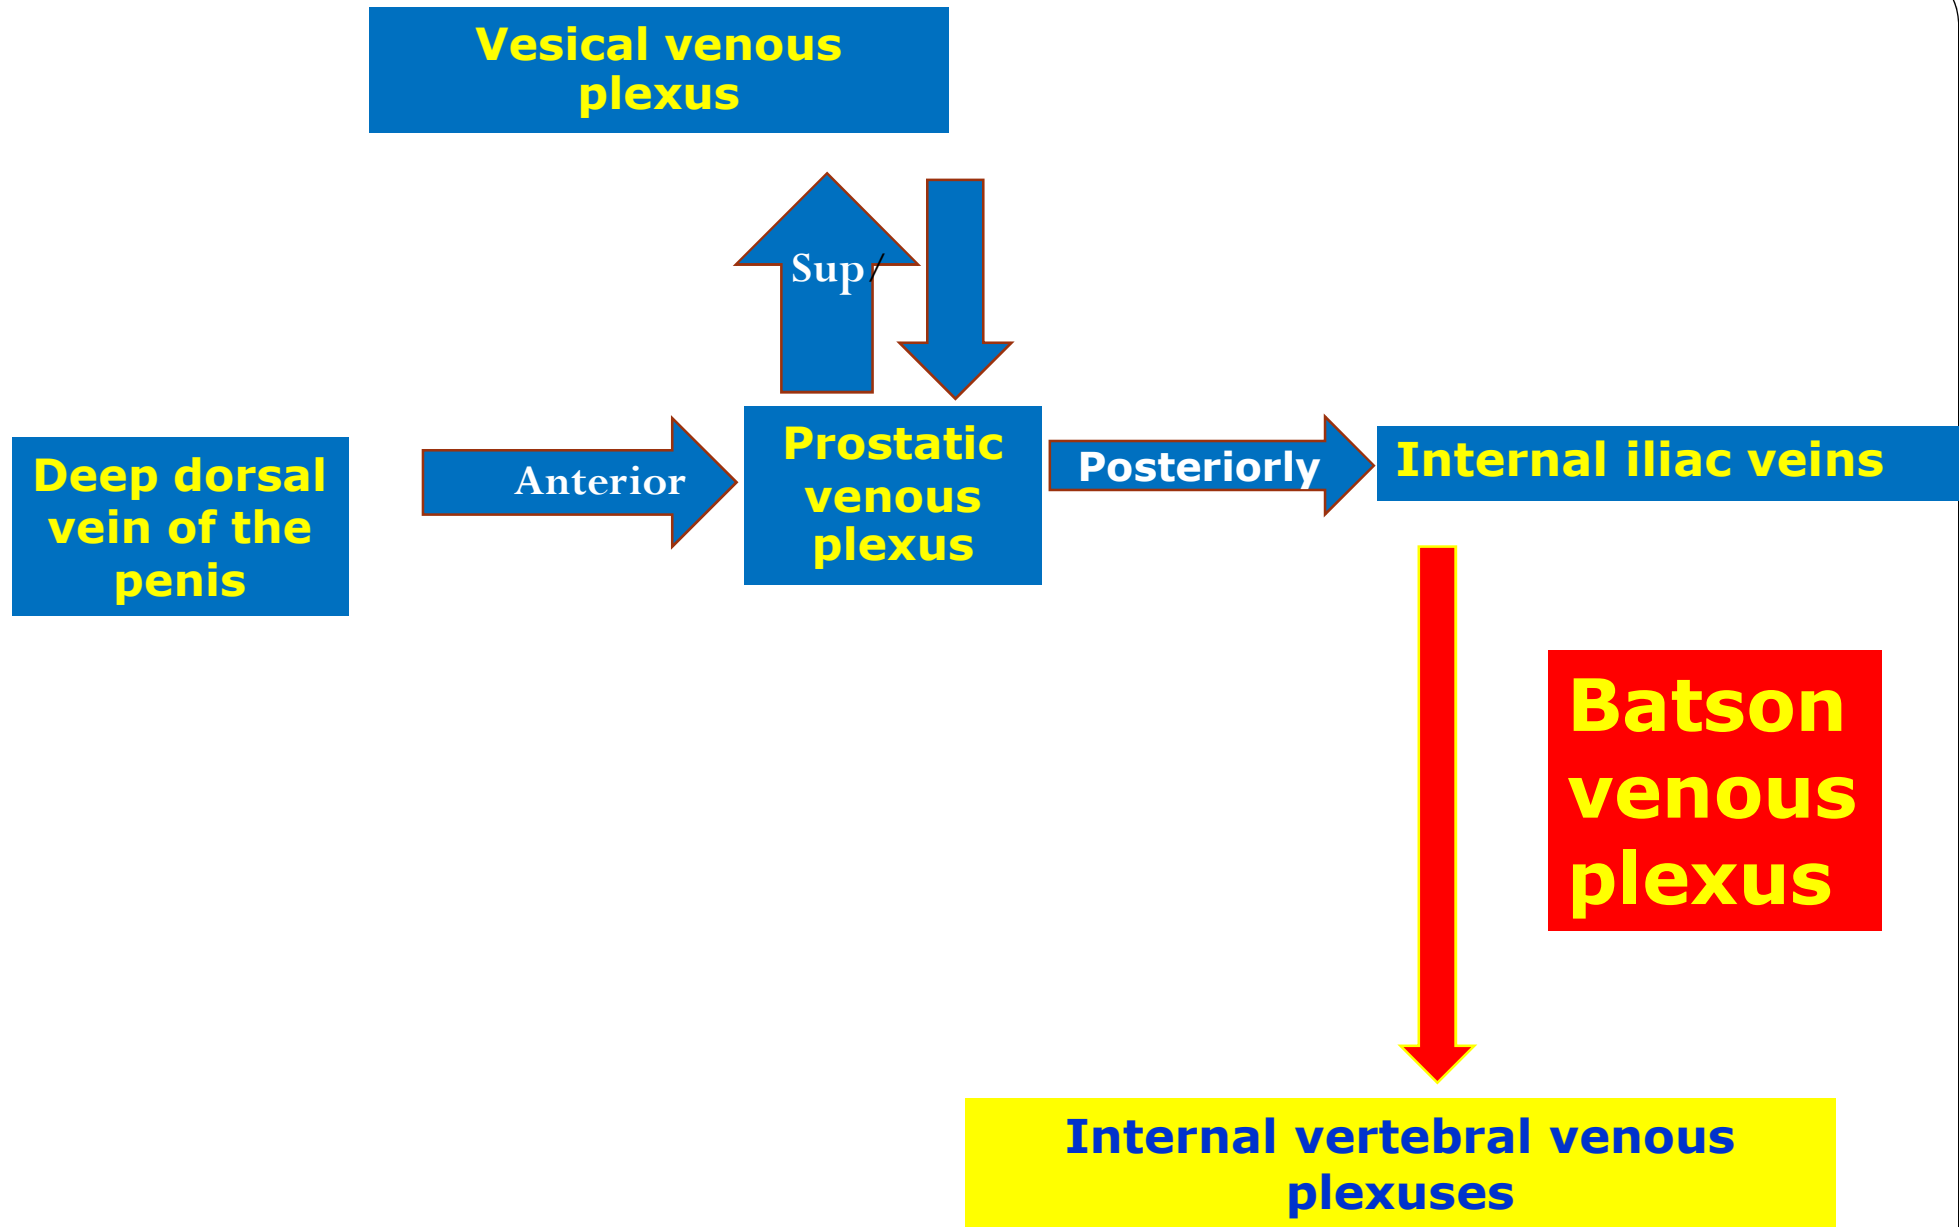 Vesical venous
plexus
Sup /
Deep dorsal
vein of the
penis
Anterior
Prostatic
venous
plexus
Posteriorly
Internal iliac veins
Batson
venous
plexus
Internal vertebral venous
plexuses